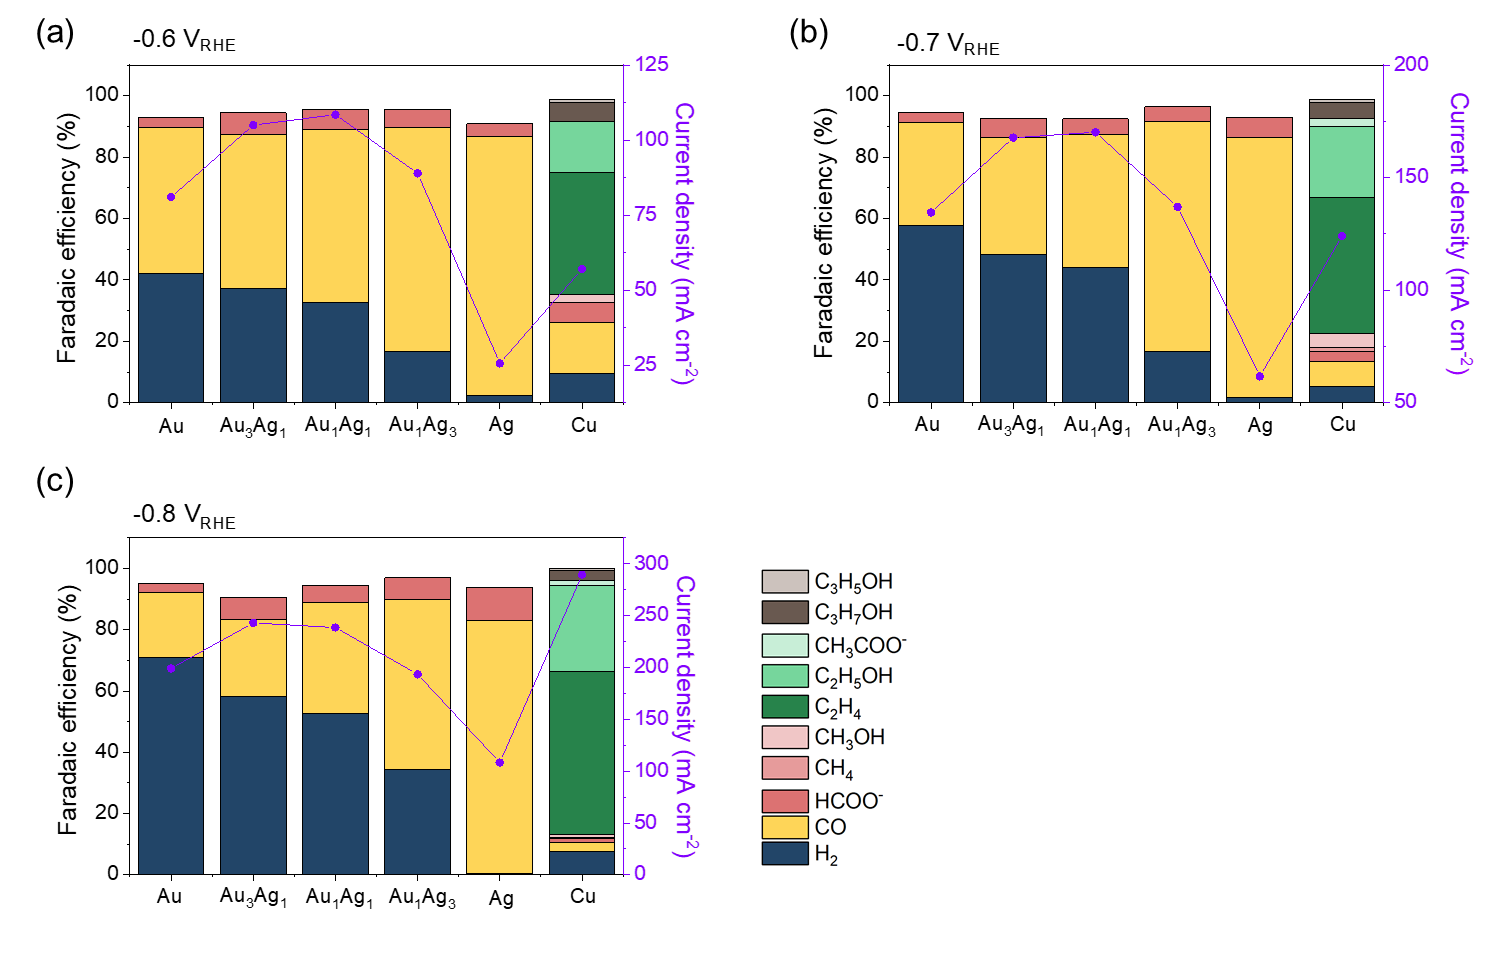 (a)
-0.6 VRHE
Faradaic efficiency (%)
100
80
60
40
20
0
125
100
75
50
25
Current density (mA cm-2)
Au
Au3Ag1
Au1Ag1
Au1Ag3
Ag
Cu
(b)
-0.7 VRHE
Faradaic efficiency (%)
100
80
60
40
20
0
200
150
100
50
Current density (mA cm-2)
Au
Au3Ag1
Au1Ag1
Au1Ag3
Ag
Cu
(c)
-0.8 VRHE
Faradaic efficiency (%)
100
80
60
40
20
0
300
250
200
150
100
50
0
Current density (mA cm-2)
Au
Au3Ag1
Au1Ag1
Au1Ag3
Ag
Cu
C3H5OH
C3H7OH
CH3COO-
C2H5OH
C2H4
CH3OH
CH4
HCOO-
CO
H2